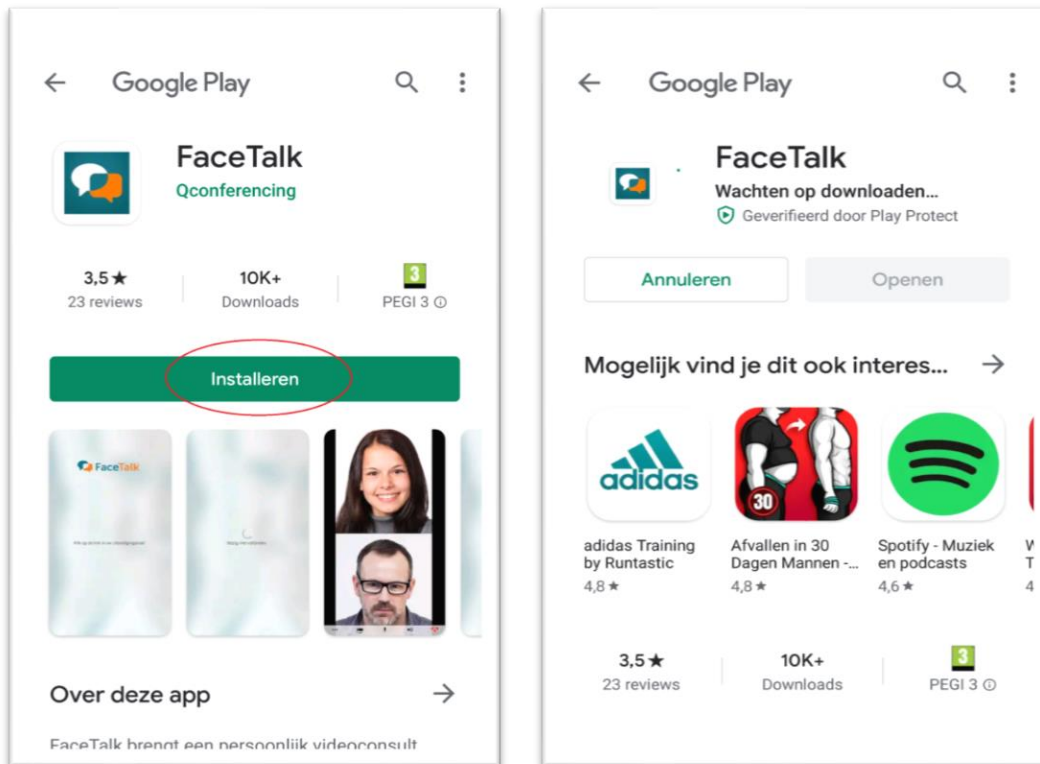 Google Play
FaceTalk
Qconferencing
3,5★
23 reviews
10K+
Downloads
3
PEGI 3
Installeren
FaceTalk
Over deze app
FaceTalk brengt een persoonlijk videoconsult
Google Play
FaceTalk
Wachten op downloaden...
Geverifieerd door Play Protect
Annuleren
Openen
Mogelijk vind je dit ook interes...
adidas
30
adidas Training
by Runtastic
4,8★
Afvallen in 30
Dagen Mannen -...
4,8★
Spotify - Muziek
en podcasts
4,6★
T
4
3,5★
23 reviews
10K+
Downloads
3
PEGI 3